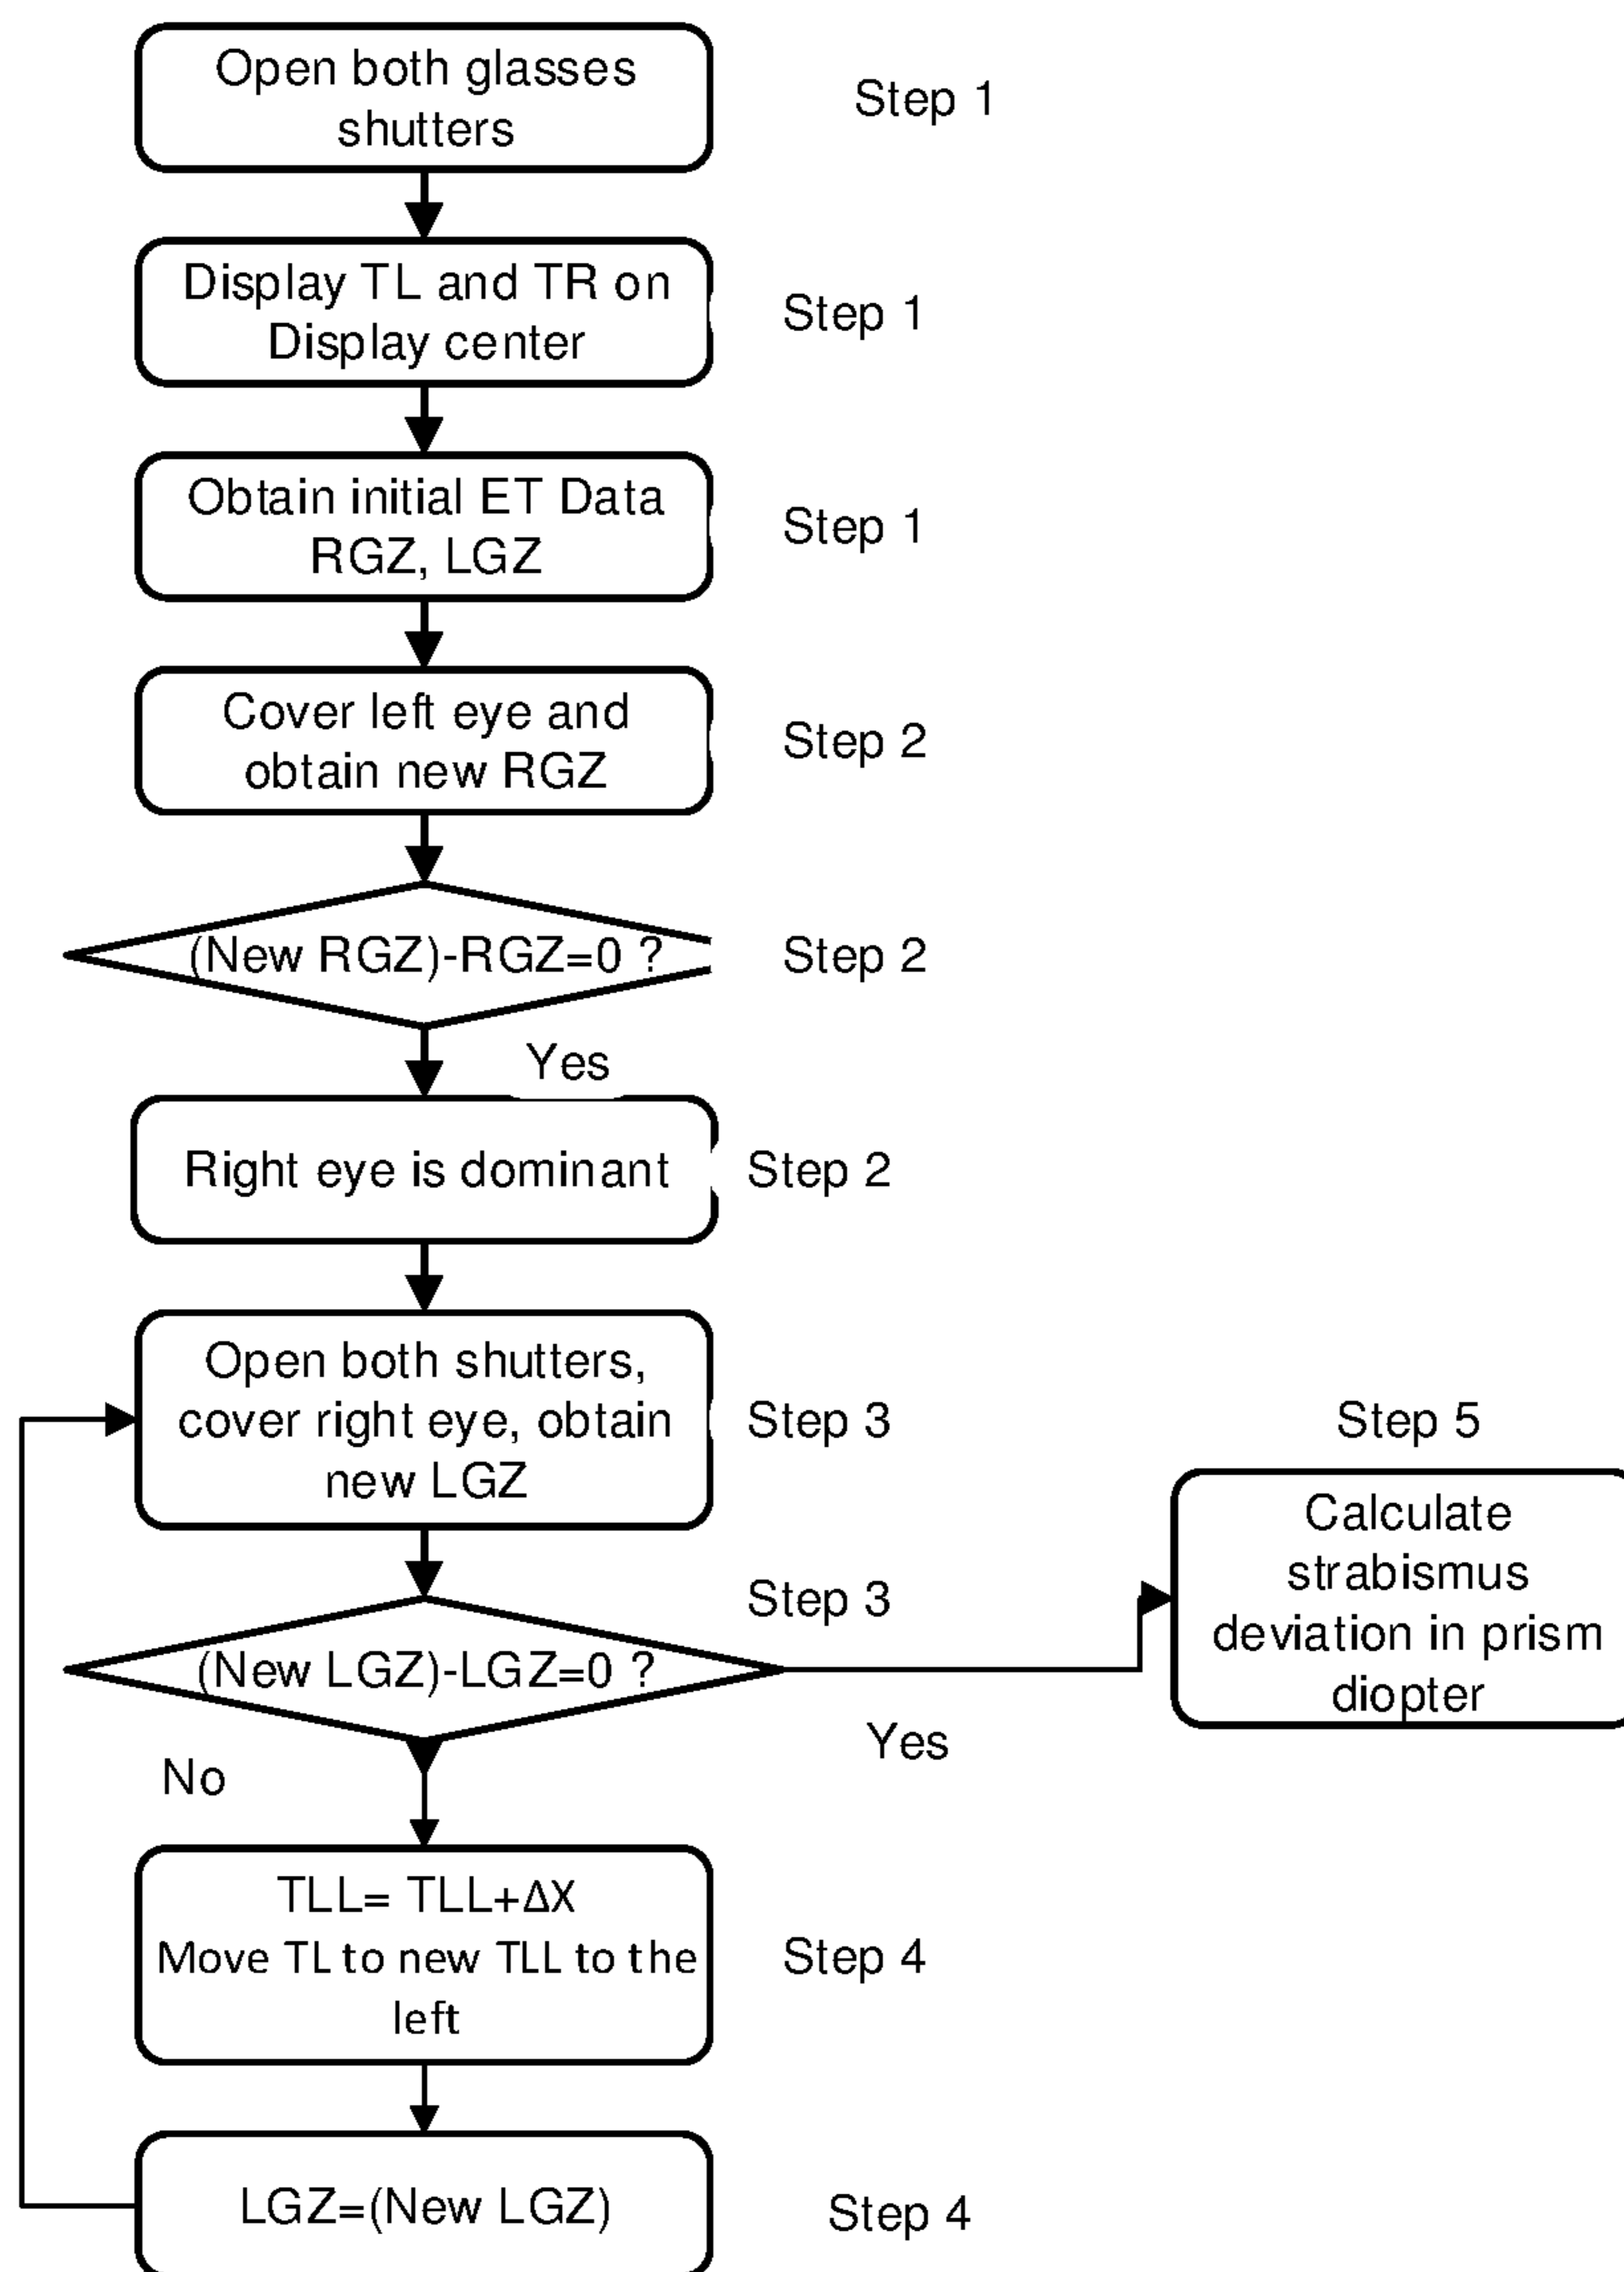 Open both glasses
shutters
Step 1
Display TL and TR on
Display center
Step 1
Obtain initial ET Data
RGZ, LGZ
Step 1
Cover left eye and
obtain new RGZ
Step 2
(New RGZ)-RGZ=0 ?
Step 2
Yes
Right eye is dominant
Step 2
Open both shutters,
cover right eye, obtain
new LGZ
Step 3
(New LGZ)-LGZ=0 ?
Step 3
Yes
Step 5
Calculate
strabismus
deviation in prism
diopter
No
TLL= TLL+ΔX
Move TL to new TLL to the
left
Step 4
LGZ=(New LGZ)
Step 4